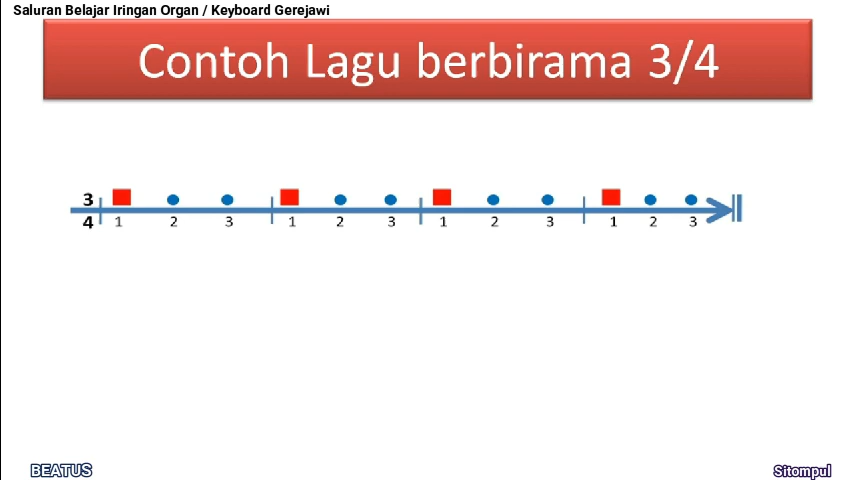 Saluran Belajar Iringan Organ / Keyboard Gerejawi
Contoh Lagu berbirama 3/4
3
4 1 2 3 1 2 3 1 2 3 1 2 3
BEATUS Sitompul